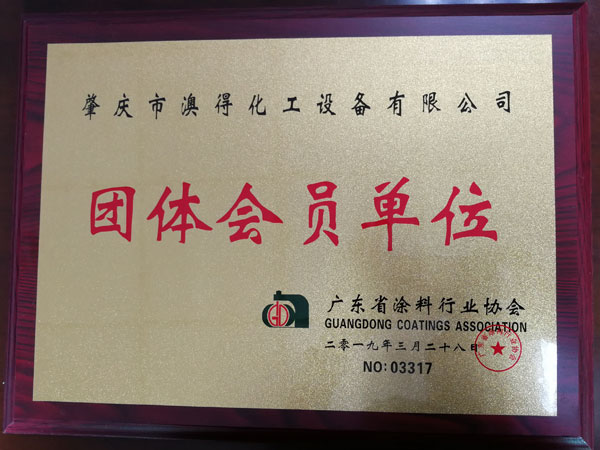 肇庆市澳得化工设备有限公司
团体会员单位
广东省涂料行业协会
GUANGDONG COATINGS ASSOCIATION
二零一九年三月二十八日
NO: 03317